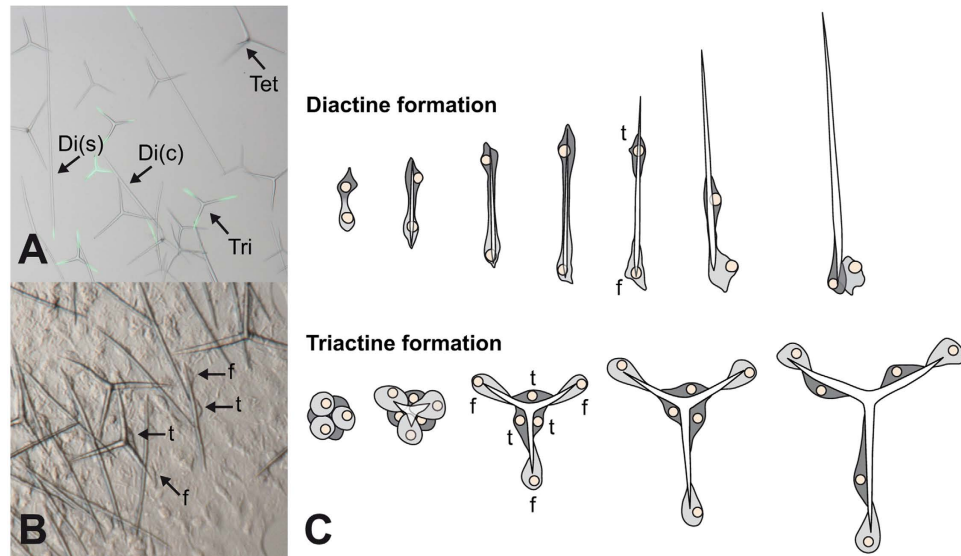 Tet
Di(s)
Di(c)
Tri
A
f
t
t
f
B
Diactine formation
t
f
Triactine formation
t
f
f
t
t
f
C